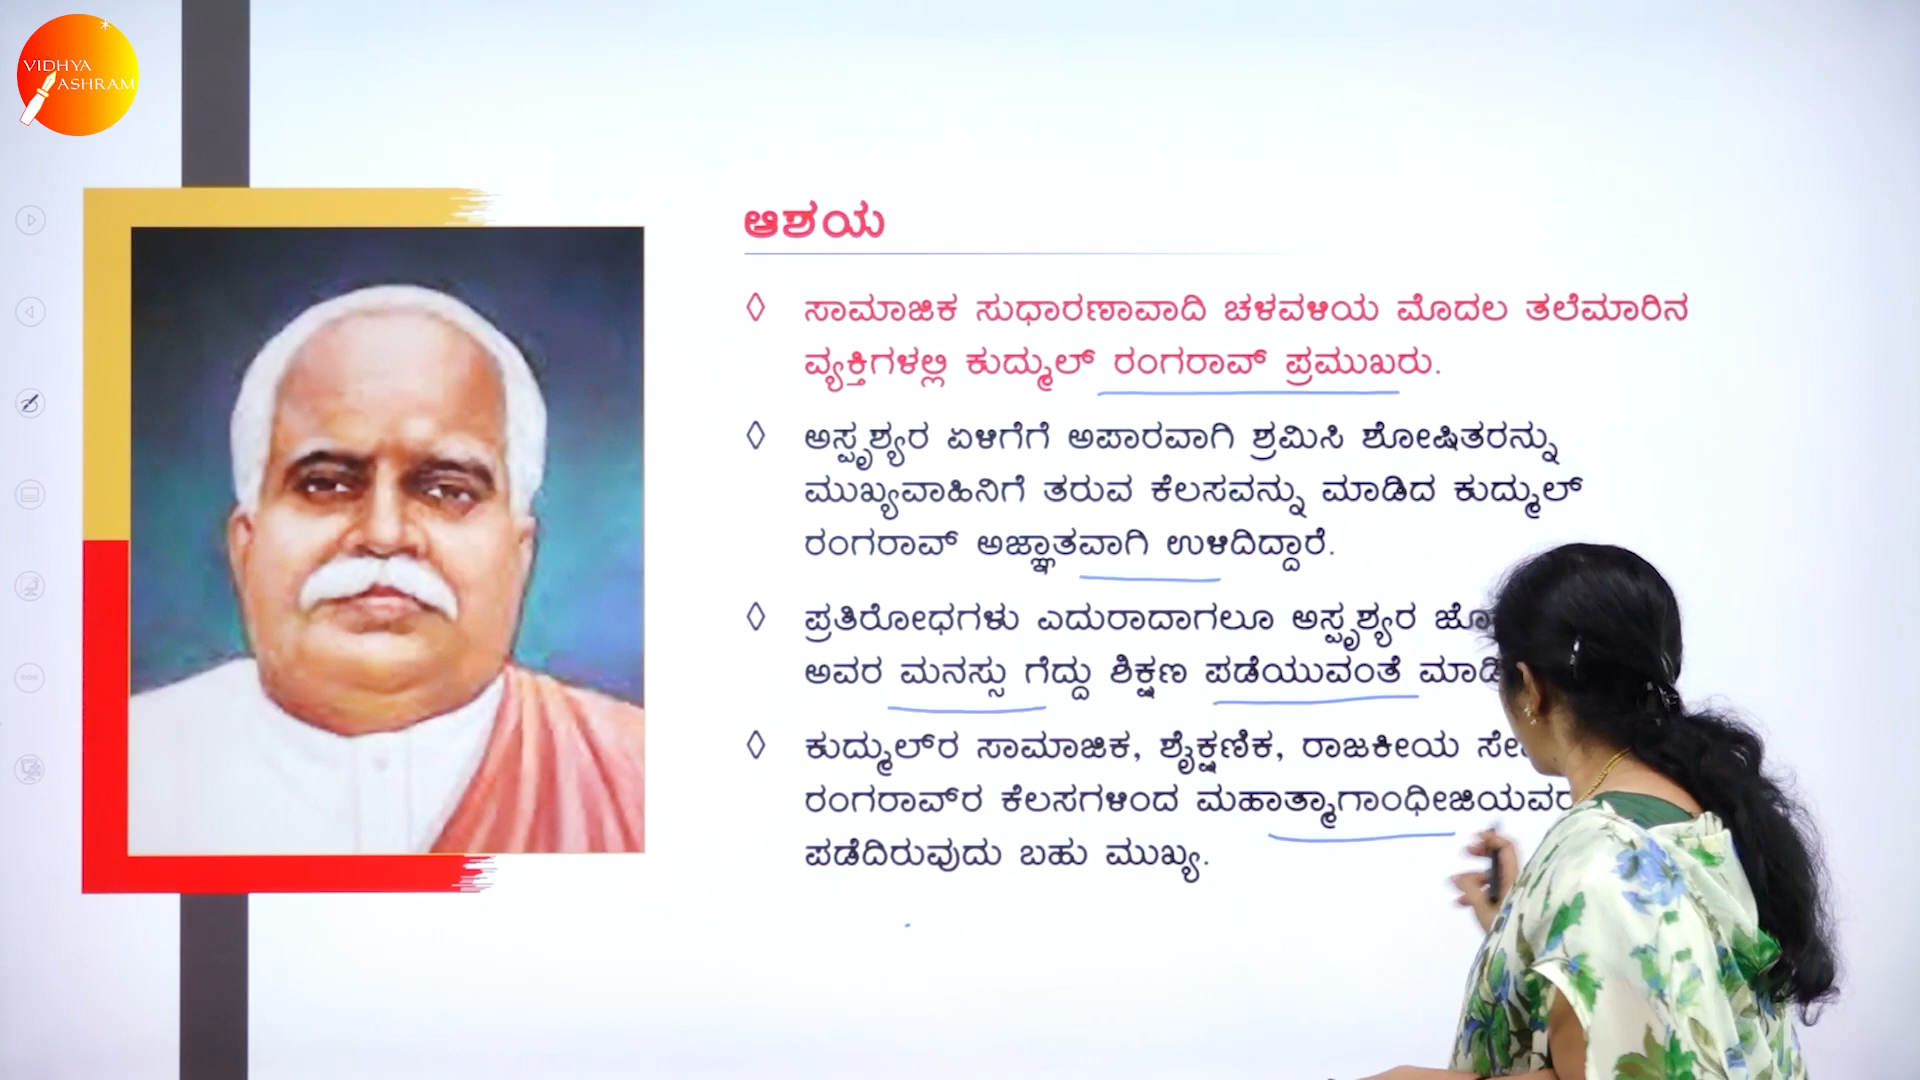 VIDHYA
ASHRAM
ಆಶಯ
ಸಾಮಾಜಿಕ ಸುಧಾರಣಾವಾದಿ ಚಳವಳಿಯ ಮೊದಲ ತಲೆಮಾರಿನ
ವ್ಯಕ್ತಿಗಳಲ್ಲಿ ಕುದ್ಮುಲ್ ರಂಗರಾವ್ ಪ್ರಮುಖರು.
ಅಸ್ಪೃಶ್ಯರ ಏಳಿಗೆಗೆ ಅಪಾರವಾಗಿ ಶ್ರಮಿಸಿ ಶೋಷಿತರನ್ನು
ಮುಖ್ಯವಾಹಿನಿಗೆ ತರುವ ಕೆಲಸವನ್ನು ಮಾಡಿದ ಕುದ್ಮುಲ್
ರಂಗರಾವ್ ಅಜ್ಞಾತವಾಗಿ ಉಳಿದಿದ್ದಾರೆ.
ಪ್ರತಿರೋಧಗಳು ಎದುರಾದಾಗಲೂ ಅಸ್ಪೃಶ್ಯರ
ಅವರ ಮನಸ್ಸು ಗೆದ್ದು ಶಿಕ್ಷಣ ಪಡೆಯುವಂತೆ
ಕುದ್ಮುಲ್‌ರ ಸಾಮಾಜಿಕ, ಶೈಕ್ಷಣಿಕ, ರಾಜಕೀಯ
ರಂಗರಾವ್‌ರ ಕೆಲಸಗಳಿಂದ ಮಹಾತ್ಮಾಗಾಂಧೀಜಿಯವರ
ಪಡೆದಿರುವುದು ಬಹು ಮುಖ್ಯ.